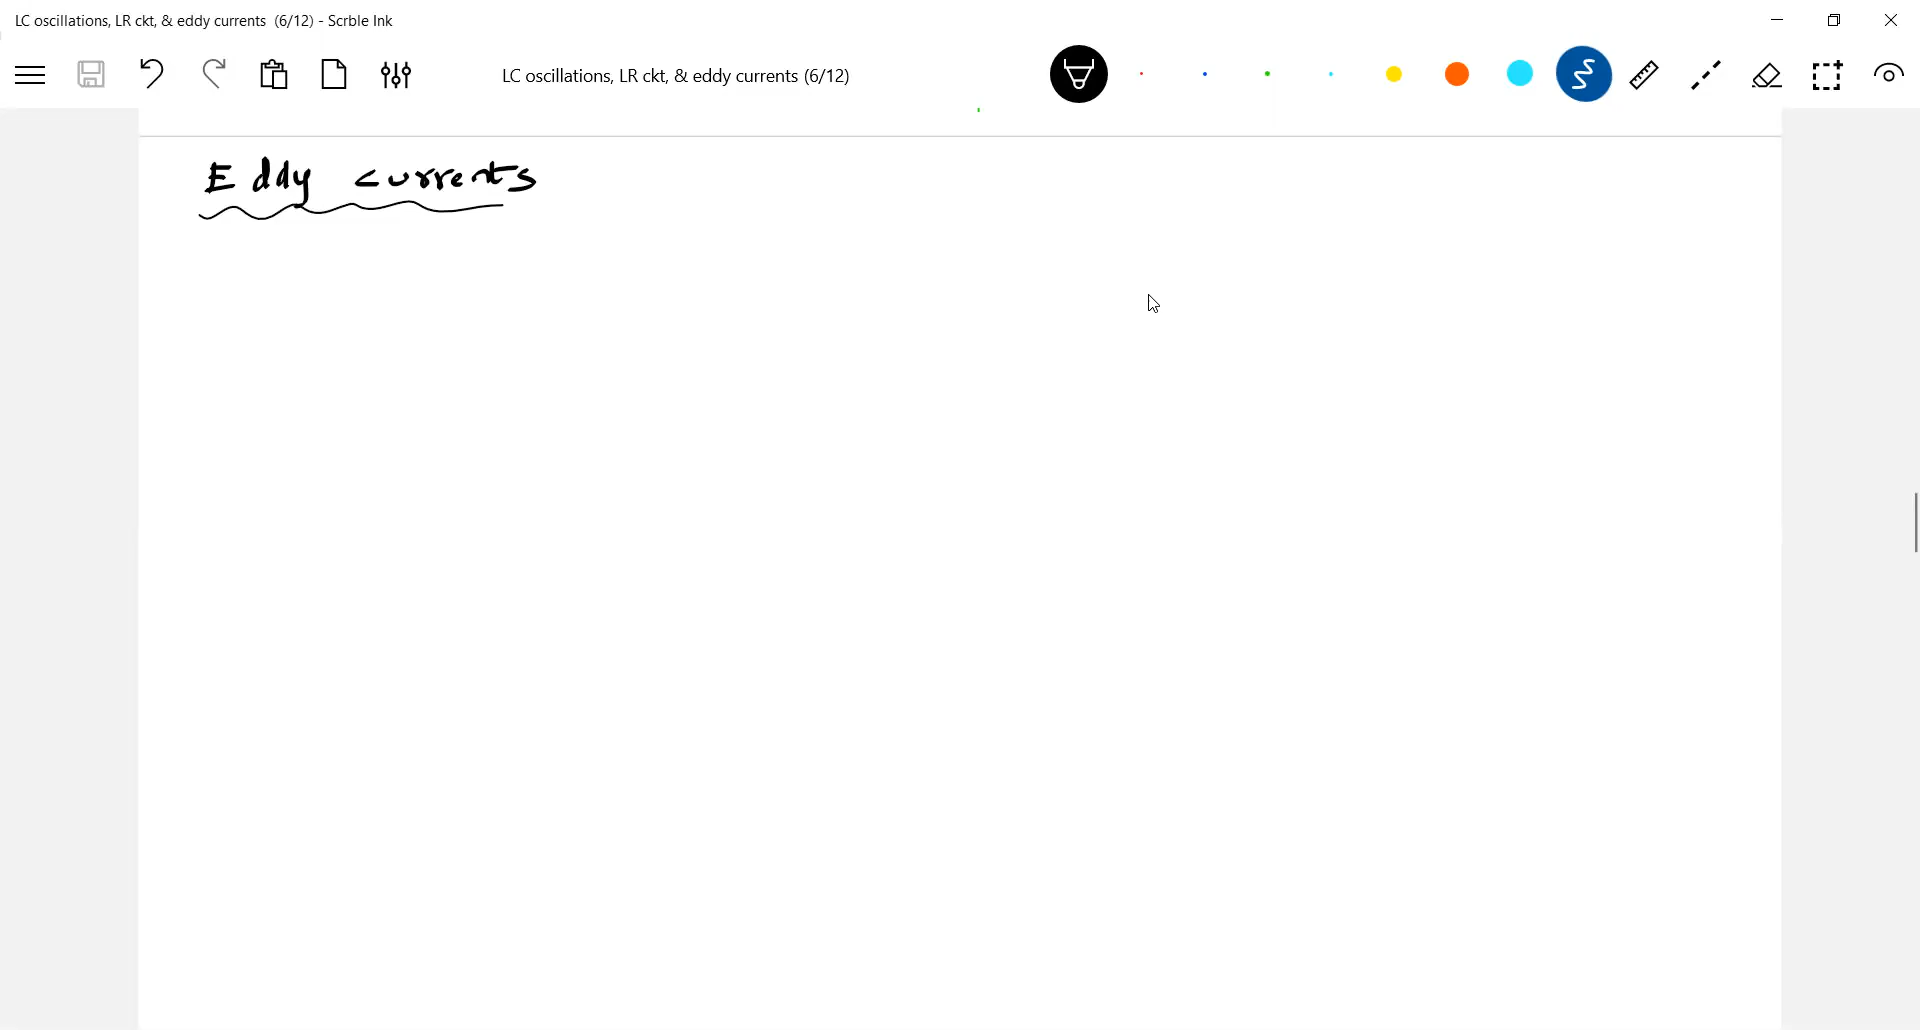 LC oscillations, LR ckt, & eddy currents  (6/12) - Scrble Ink
LC oscillations, LR ckt, & eddy currents (6/12)
Eddy currents